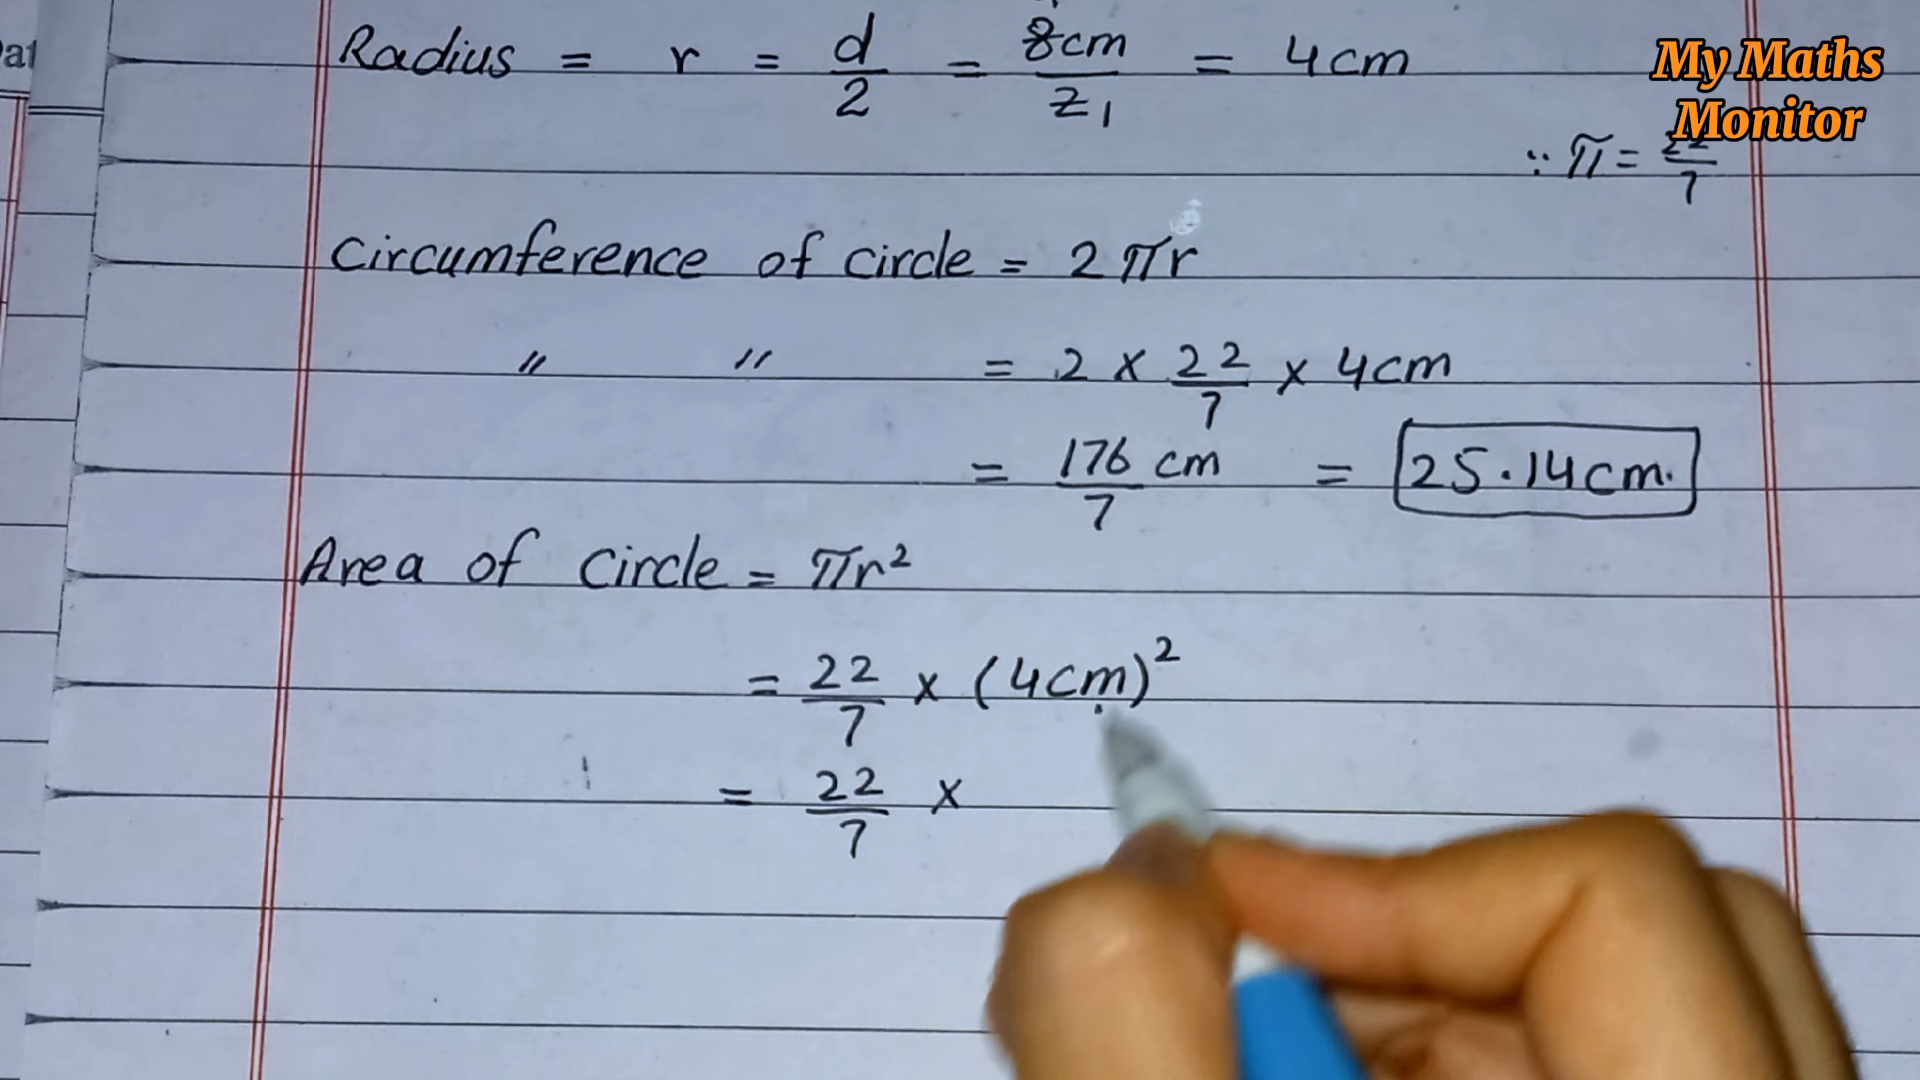 Radius = r = d/2 = 8cm/2 1 = 4cm
My Maths
Monitor
∵ π = 22/7
Circumference of circle = 2πr
〃 〃 = 2 × 22/7 × 4cm
= 176/7 cm = 25.14cm.
Area of circle = πr²
= 22/7 × (4cm)²
= 22/7 ×